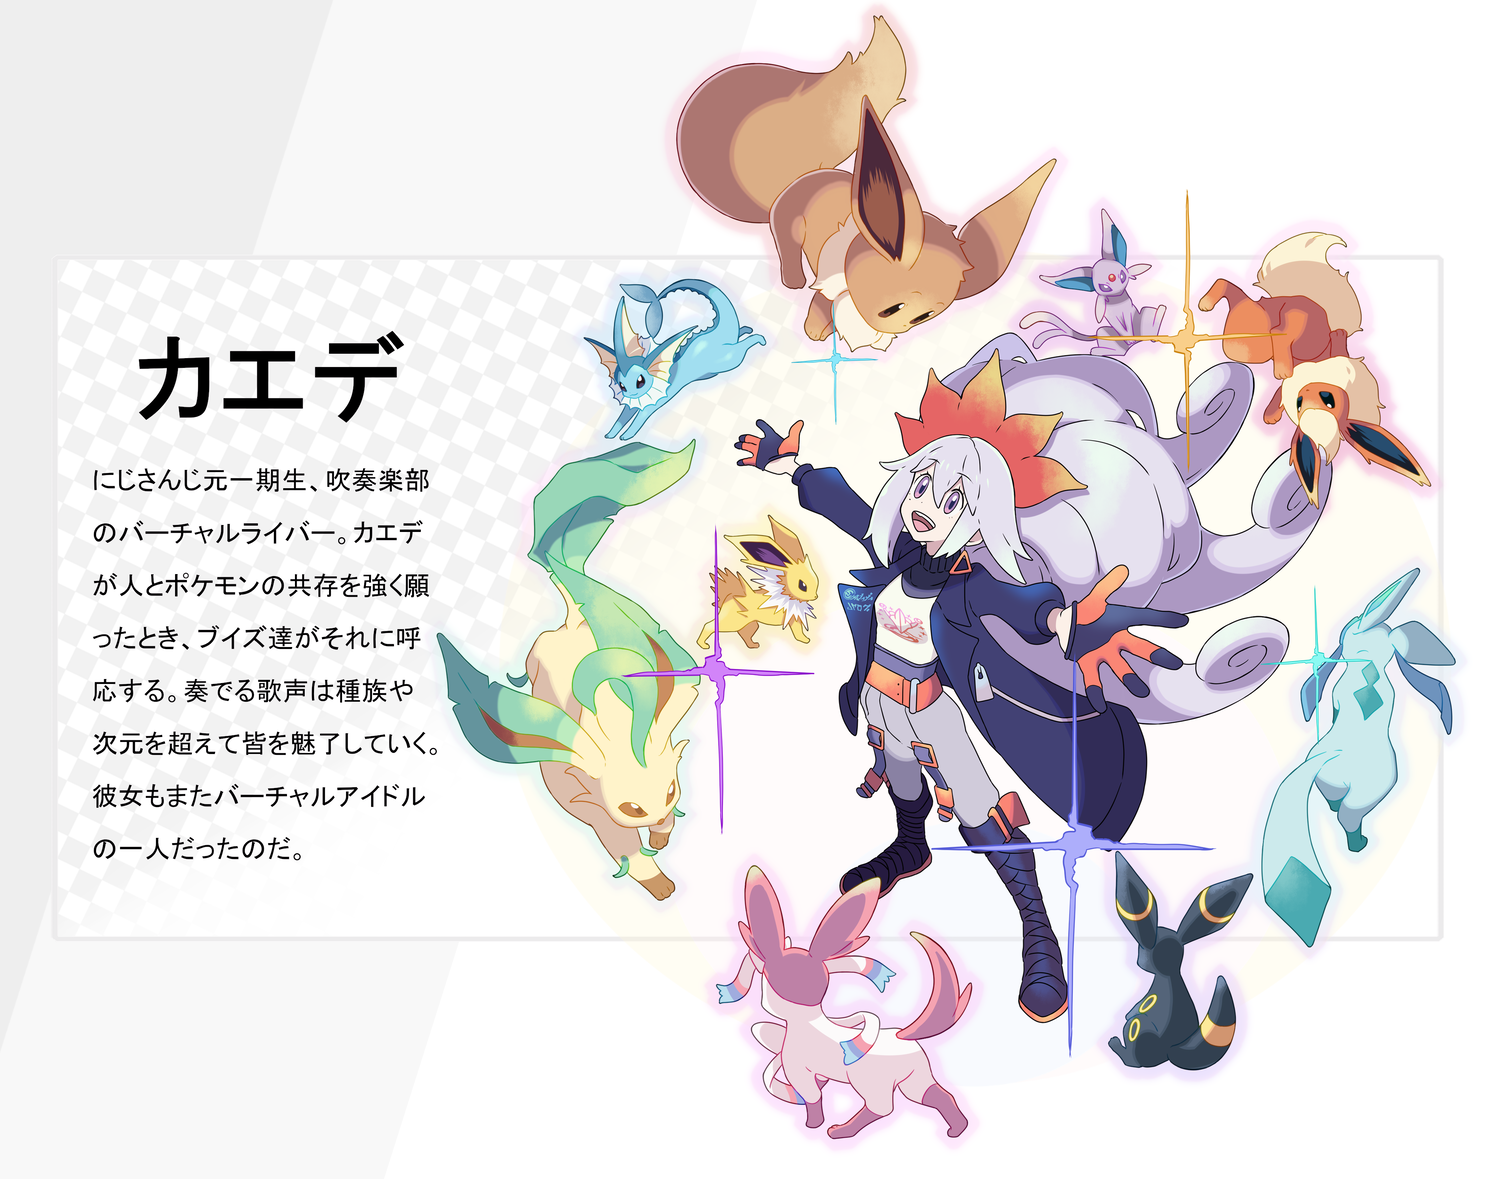 カエデ
にじさんじ元一期生、吹奏楽部
のバーチャルライバー。カエデ
が人とポケモンの共存を強く願
ったとき、ブイズ達がそれに呼
応する。奏でる歌声は種族や
次元を超えて皆を魅了していく。
彼女もまたバーチャルアイドル
の一人だったのだ。